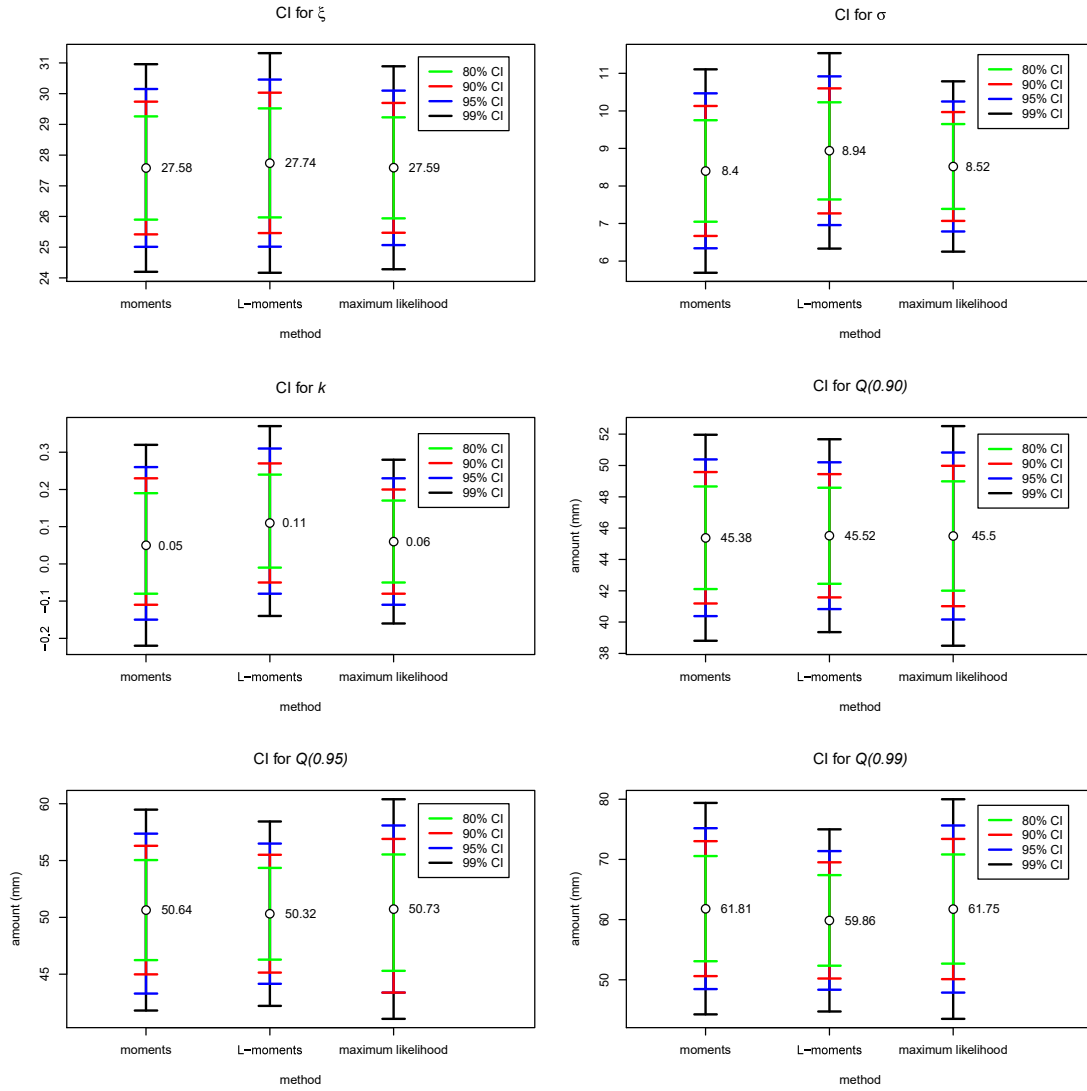 CI for ξ
31
30
29
28
27
26
25
24
27.58
27.74
27.59
80% CI
90% CI
95% CI
99% CI
moments
L−moments
maximum likelihood
method
CI for σ
11
10
9
8
7
6
8.4
8.94
8.52
80% CI
90% CI
95% CI
99% CI
moments
L−moments
maximum likelihood
method
CI for k
0.3
0.2
0.1
0.0
−0.1
−0.2
0.05
0.11
0.06
80% CI
90% CI
95% CI
99% CI
moments
L−moments
maximum likelihood
method
CI for Q(0.90)
amount (mm)
52
50
48
46
44
42
40
38
45.38
45.52
45.5
80% CI
90% CI
95% CI
99% CI
moments
L−moments
maximum likelihood
method
CI for Q(0.95)
amount (mm)
60
55
50
45
50.64
50.32
50.73
80% CI
90% CI
95% CI
99% CI
moments
L−moments
maximum likelihood
method
CI for Q(0.99)
amount (mm)
80
70
60
50
61.81
59.86
61.75
80% CI
90% CI
95% CI
99% CI
moments
L−moments
maximum likelihood
method